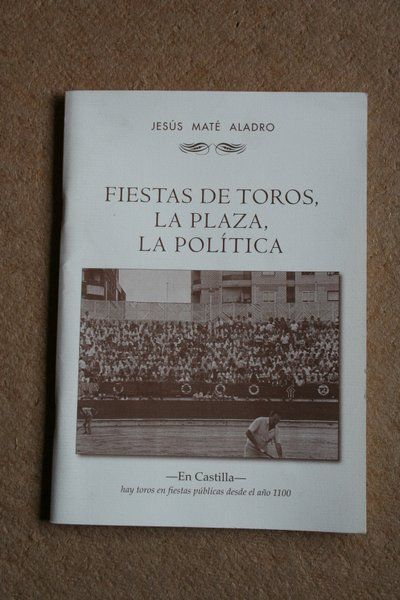 JESÚS MATÉ ALADRO
FIESTAS DE TOROS,
LA PLAZA,
LA POLÍTICA
—En Castilla—
hay toros en fiestas públicas desde el año 1100